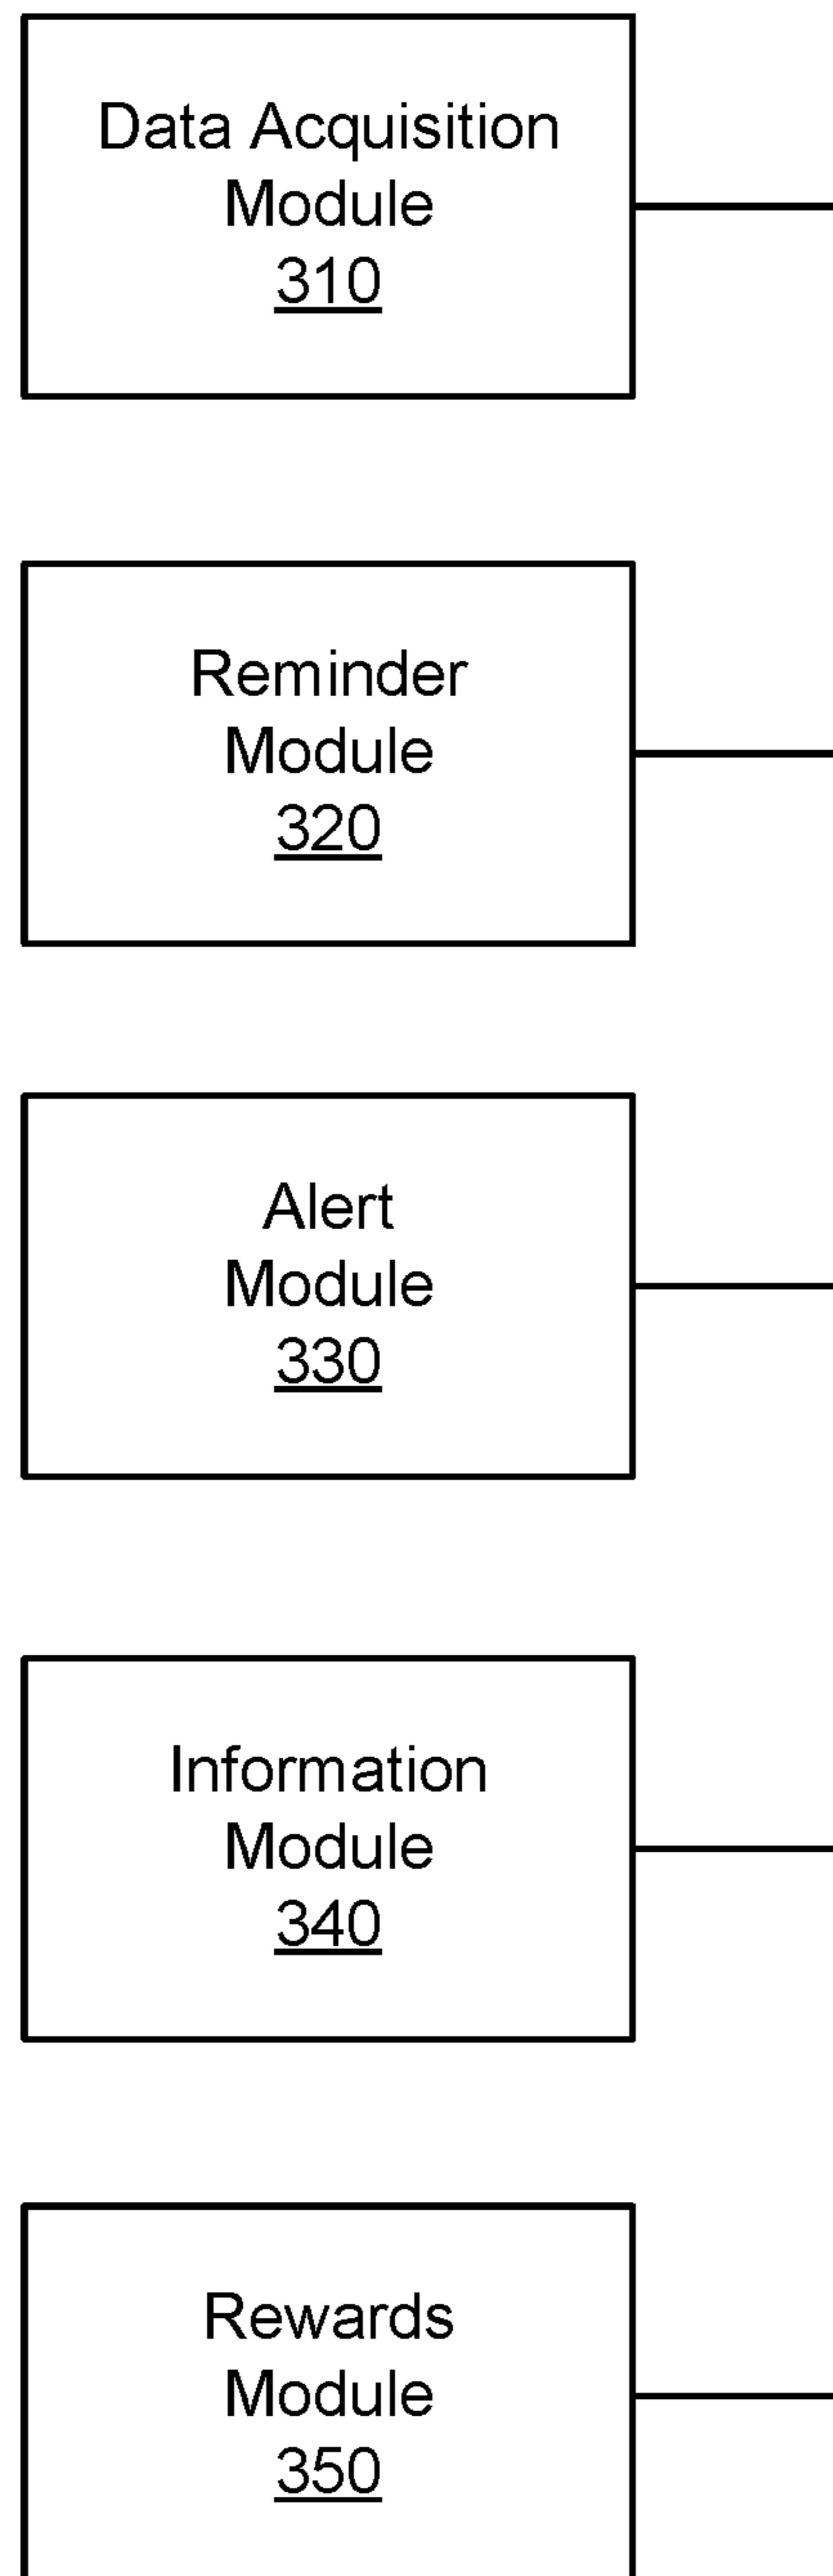 Data Acquisition
Module
310
Reminder
Module
320
Alert
Module
330
Information
Module
340
Rewards
Module
350